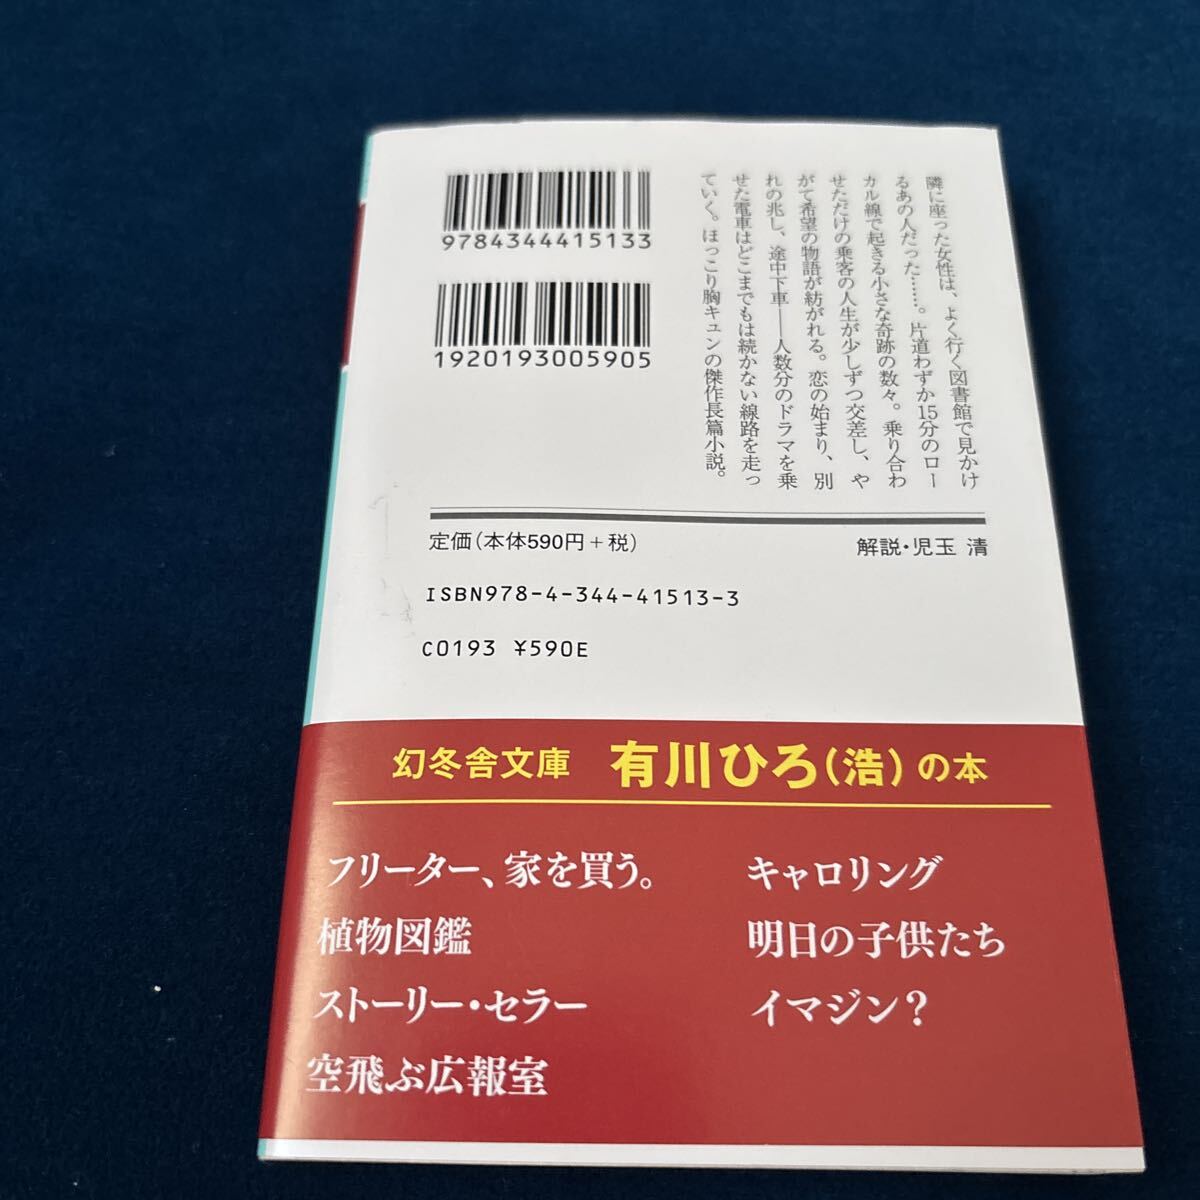 9784344415133
1920193005905
隣に座った女性は、よく行く図書館で見かけ
るあの人だった……。片道わずか15分のロー
カル線で起きる小さな奇跡の数々。乗り合わ
せただけの乗客の人生が少しずつ交差し、や
がて希望の物語が紡がれる。恋の始まり、別
れの兆し、途中下車――人数分のドラマを乗
せた電車はどこまでもは続かない線路を走っ
ていく。ほっこり胸キュンの傑作長篇小説。
定価(本体590円+税)
解説・児玉 清
ISBN978-4-344-41513-3
C0193 ¥590E
幻冬舎文庫 有川ひろ(浩)の本
フリーター、家を買う。
植物図鑑
ストーリー・セラー
空飛ぶ広報室
キャロリング
明日の子供たち
イマジン?